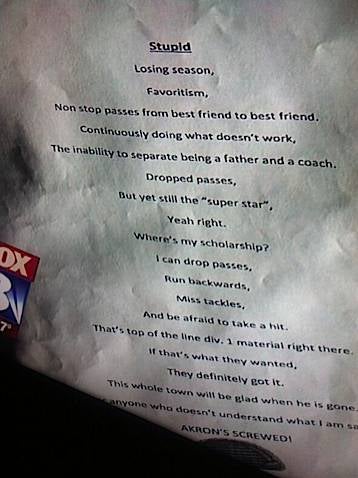 Stupid
Losing season,
Favoritism,
Non stop passes from best friend to best friend.
Continuously doing what doesn't work,
The inability to separate being a father and a coach.
Dropped passes,
But yet still the "super star",
Yeah right.
Where's my scholarship?
I can drop passes,
Run backwards,
Miss tackles,
And be afraid to take a hit.
That's top of the line div. 1 material right there.
If that's what they wanted,
They definitely got it.
This whole town will be glad when he is gone.
anyone who doesn't understand what I am
AKRON'S SCREWED!
OX
8
7°